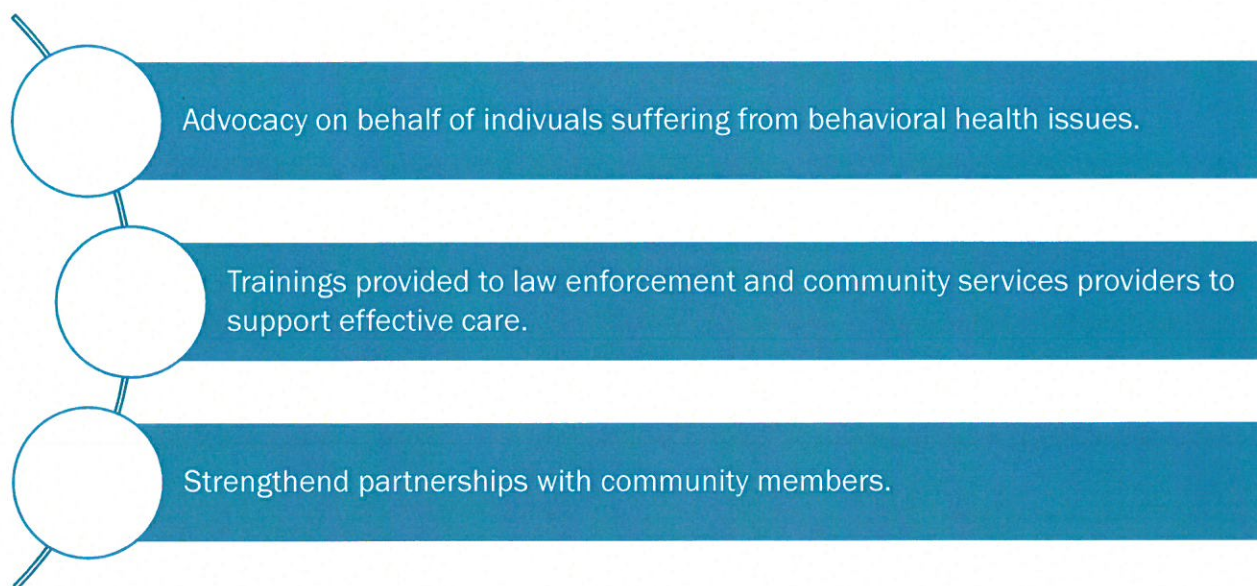 Advocacy on behalf of indivuals suffering from behavioral health issues.
Trainings provided to law enforcement and community services providers to
support effective care.
Strengthend partnerships with community members.